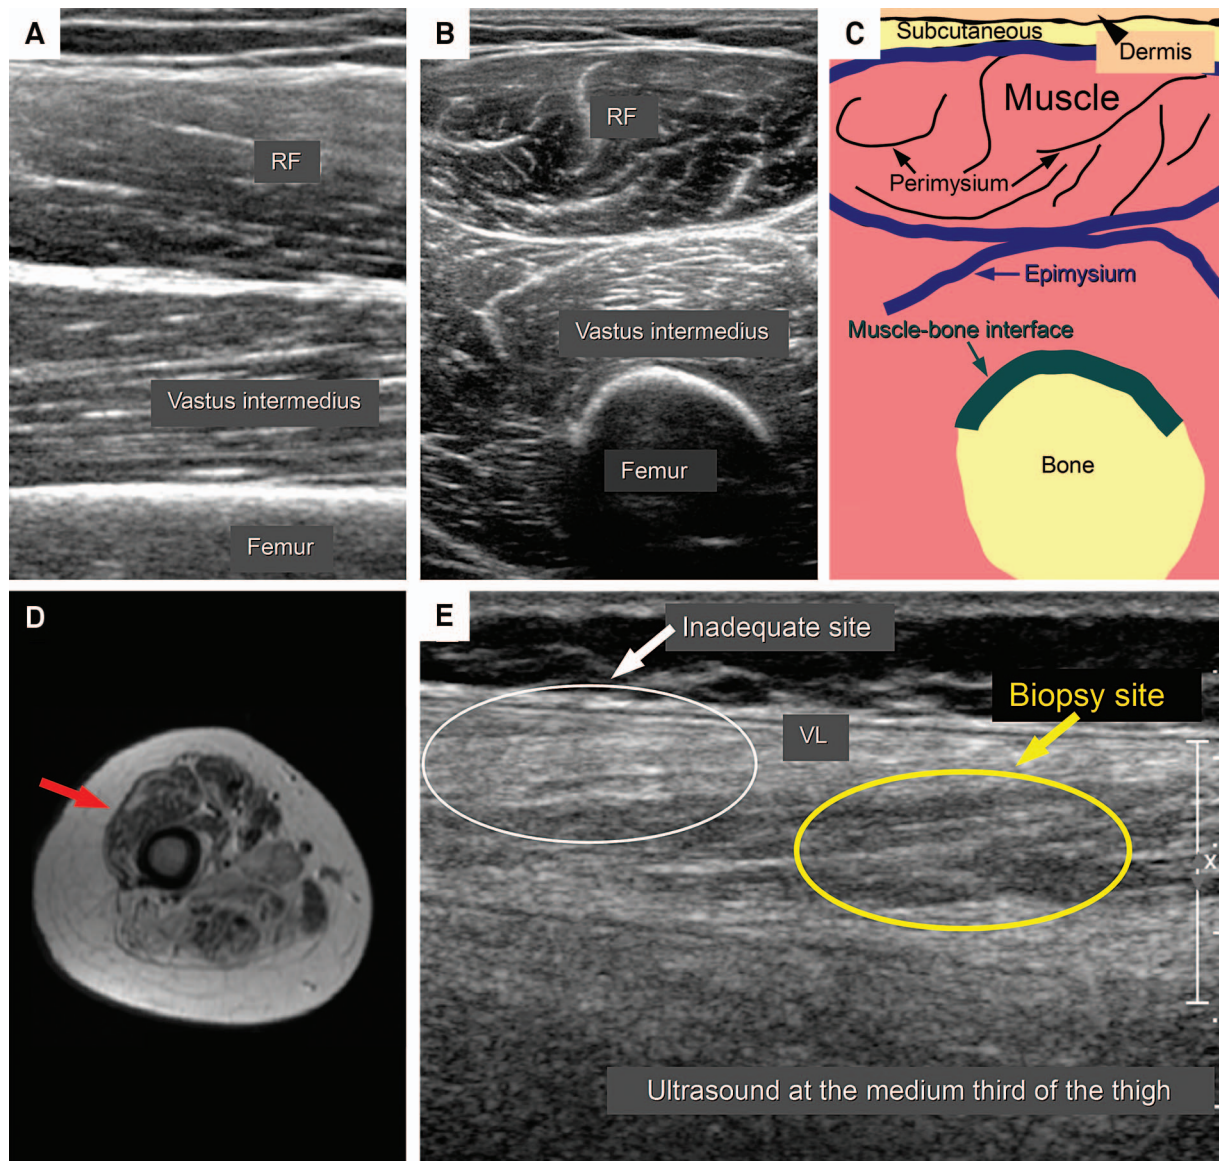 A
RF
Vastus intermedius
Femur
B
RF
Vastus intermedius
Femur
C
Subcutaneous
Dermis
Muscle
Perimysium
Epimysium
Muscle-bone interface
Bone
D
E
Inadequate site
Biopsy site
VL
X
Ultrasound at the medium third of the thigh